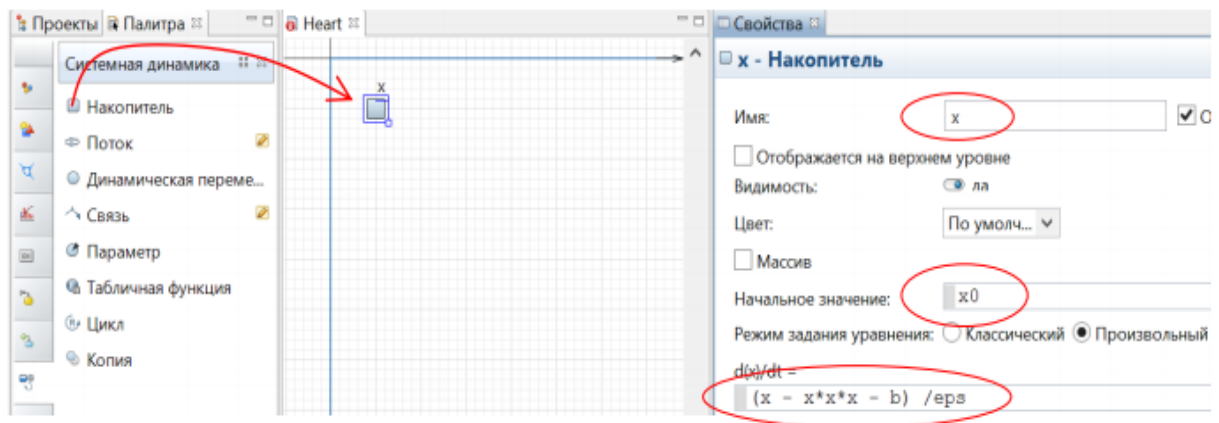 Проекты Палитра
Системная динамика
Накопитель
Поток
Динамическая переме...
Связь
Параметр
Табличная функция
Цикл
Копия
Heart
x
Свойства
x - Накопитель
Имя: x О
Отображается на верхнем уровне
Видимость: ла
Цвет: По умолч...
Массив
Начальное значение: x0
Режим задания уравнения: Классический Произвольный
d(x)/dt =
(x - x*x*x - b) /eps